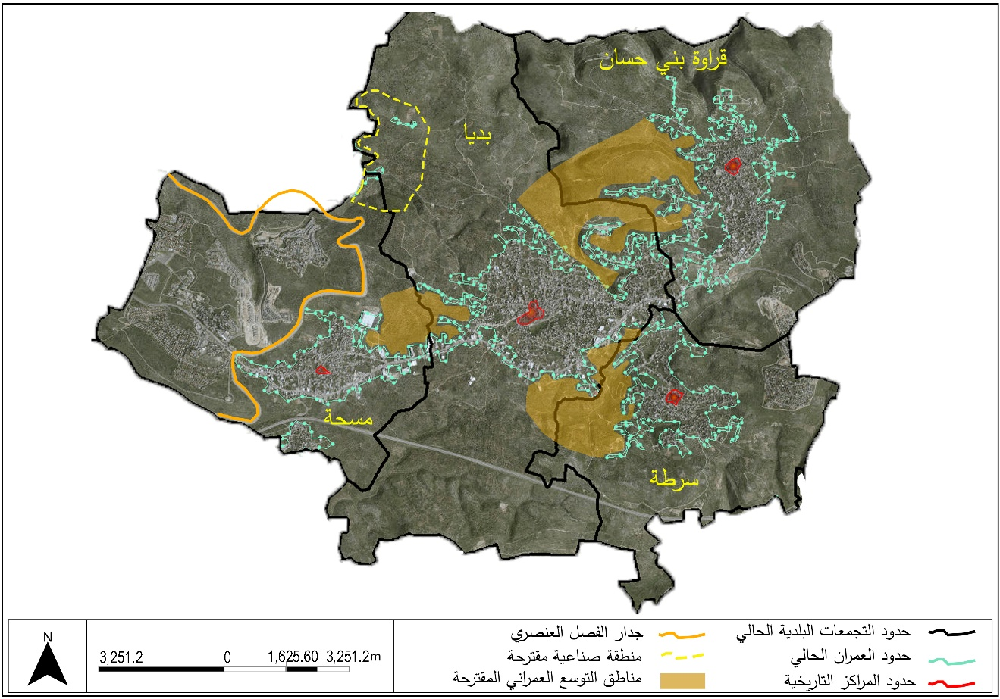 قراوة بني حسان
بديا
مسحة
سرطة
N
3,251.2 0 1,625.60 3,251.2m
حدود التجمعات البلدية الحالي
حدود العمران الحالي
حدود المراكز التاريخية
جدار الفصل العنصري
منطقة صناعية مقترحة
مناطق التوسع العمراني المقترحة